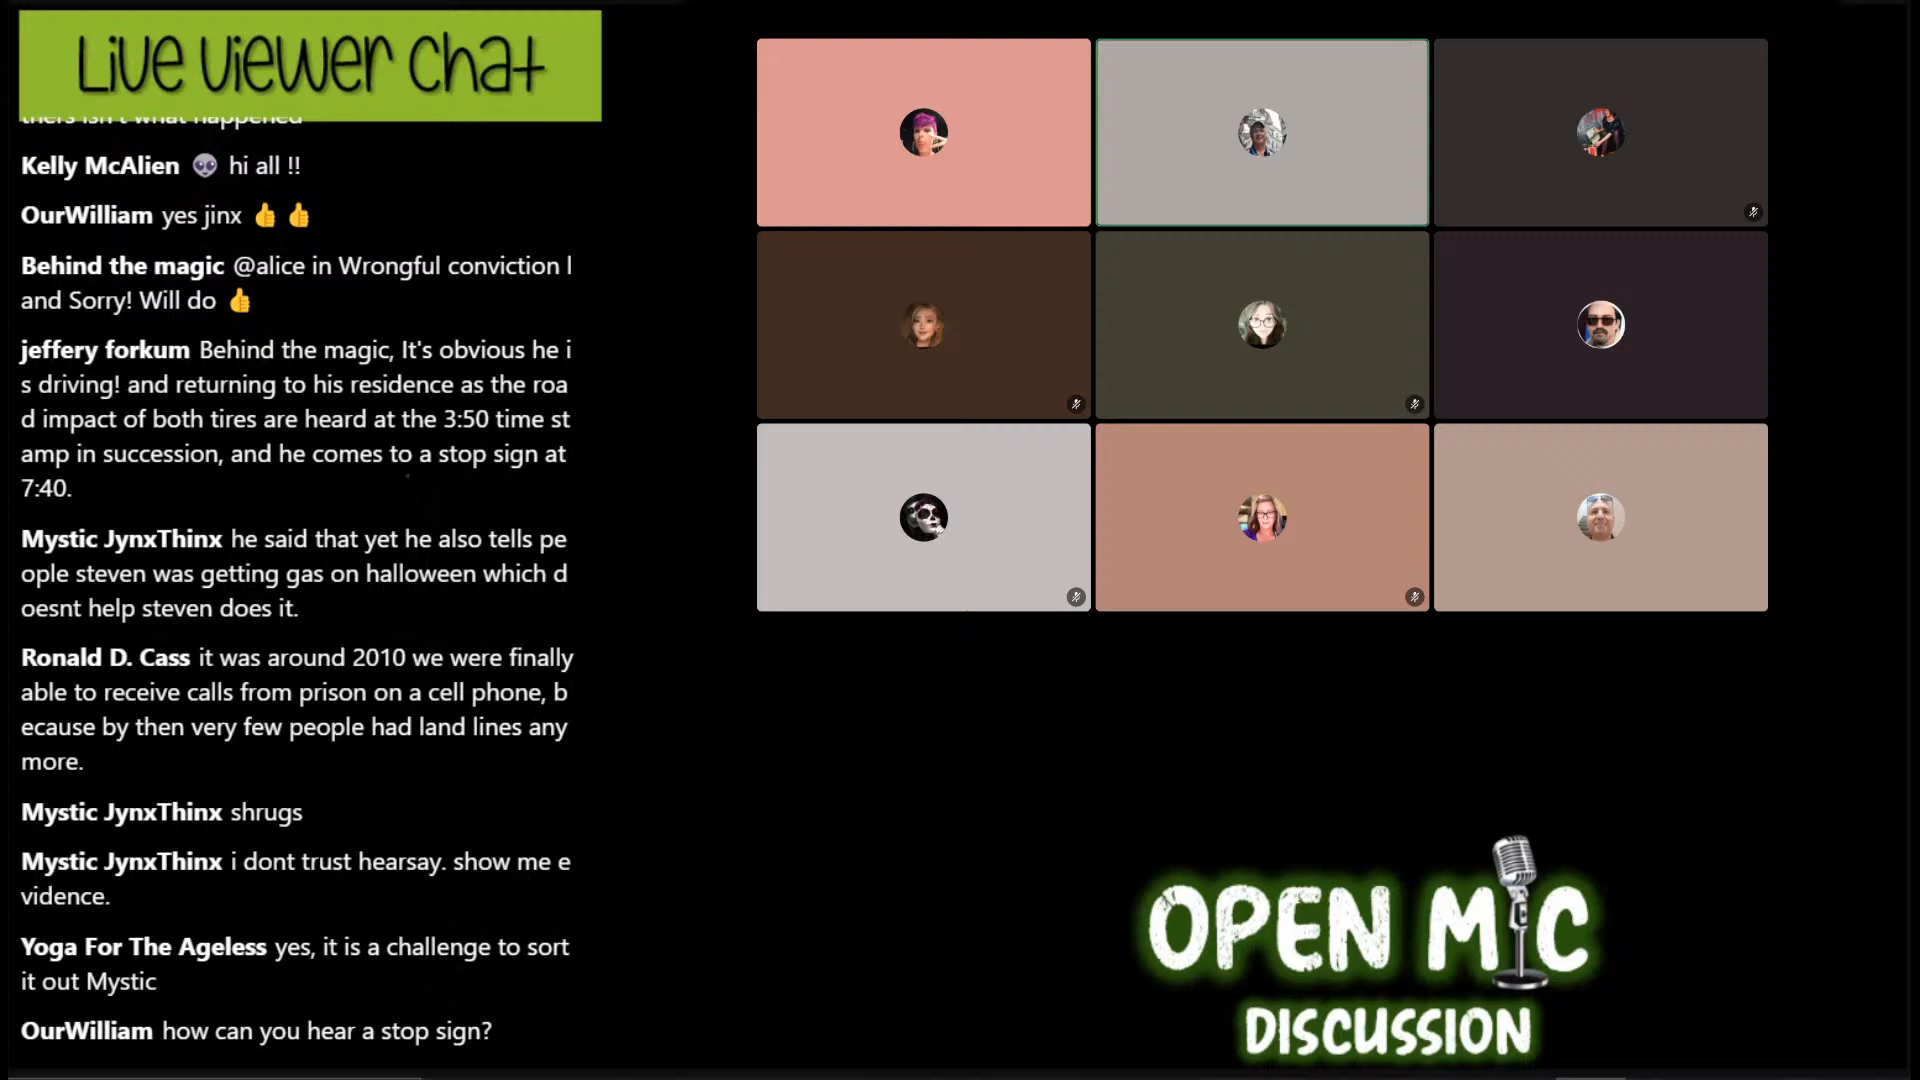 Live Viewer Chat
thers isn't what happened
Kelly McAlien 👽 hi all !!
OurWilliam yes jinx 👍 👍
Behind the magic @alice in Wrongful conviction l
and Sorry! Will do 👍
jeffery forkum Behind the magic, It's obvious he i
s driving! and returning to his residence as the roa
d impact of both tires are heard at the 3:50 time st
amp in succession, and he comes to a stop sign at
7:40.
Mystic JynxThinx he said that yet he also tells pe
ople steven was getting gas on halloween which d
oesnt help steven does it.
Ronald D. Cass it was around 2010 we were finally
able to receive calls from prison on a cell phone, b
ecause by then very few people had land lines any
more.
Mystic JynxThinx shrugs
Mystic JynxThinx i dont trust hearsay. show me e
vidence.
Yoga For The Ageless yes, it is a challenge to sort
it out Mystic
OurWilliam how can you hear a stop sign?
OPEN MIC
DISCUSSION